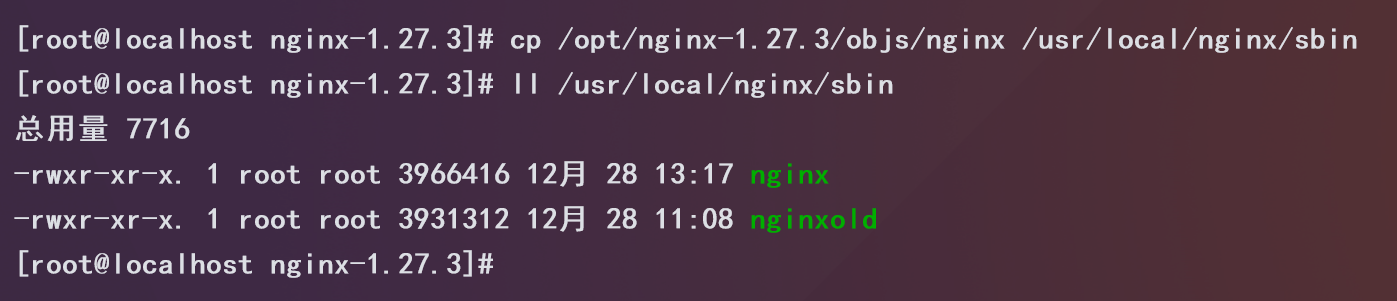 [root@localhost nginx-1.27.3]# cp /opt/nginx-1.27.3/objs/nginx /usr/local/nginx/sbin
[root@localhost nginx-1.27.3]# ll /usr/local/nginx/sbin
总用量 7716
-rwxr-xr-x. 1 root root 3966416 12月 28 13:17 nginx
-rwxr-xr-x. 1 root root 3931312 12月 28 11:08 nginxold
[root@localhost nginx-1.27.3]#